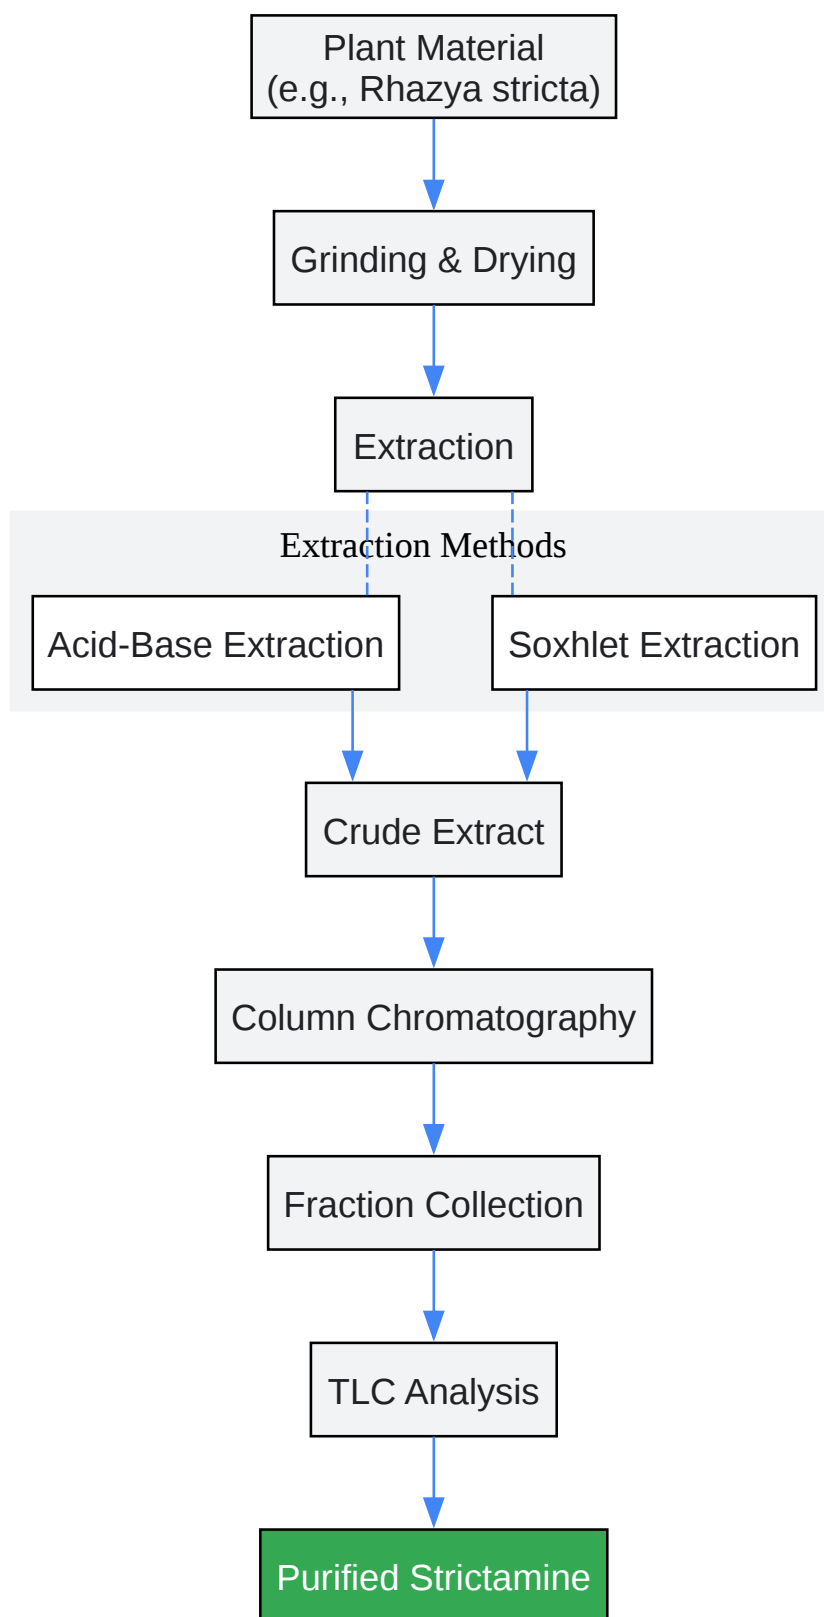 Plant Material
(e.g., Rhazya stricta)
Grinding & Drying
Extraction
Extraction Methods
Acid-Base Extraction
Soxhlet Extraction
Crude Extract
Column Chromatography
Fraction Collection
TLC Analysis
Purified Strictamine